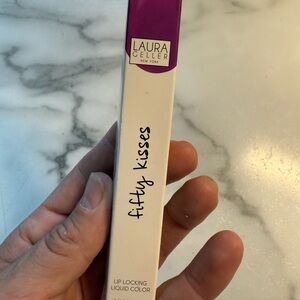 LAURA
GELLER
NEW YORK
fifty kisses
LIP LOCKING
LIQUID COLOR